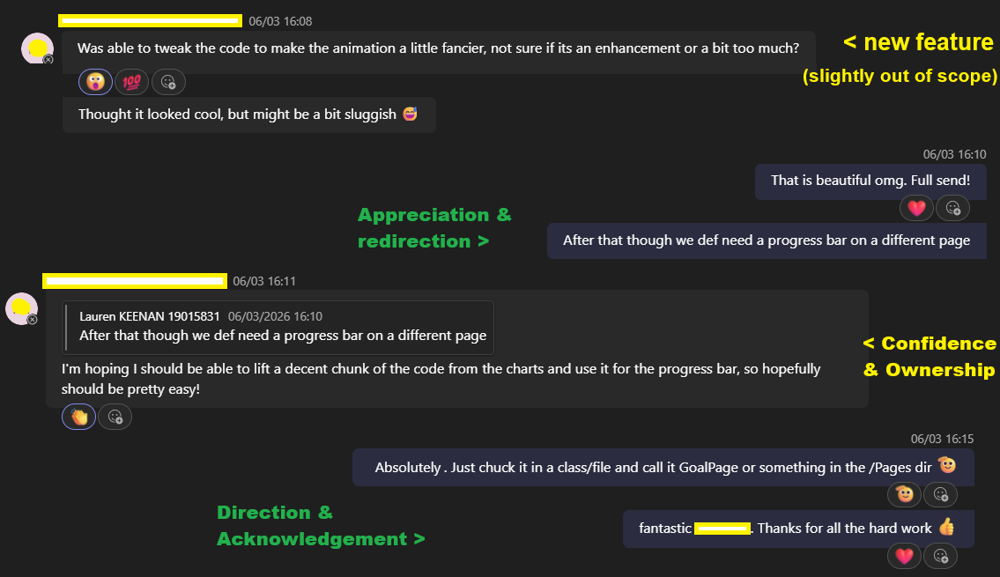 06/03 16:08
Was able to tweak the code to make the animation a little fancier, not sure if its an enhancement or a bit too much?
< new feature
(slightly out of scope)
💯
Thought it looked cool, but might be a bit sluggish 😅
06/03 16:10
That is beautiful omg. Full send!
Appreciation &
redirection >
After that though we def need a progress bar on a different page
06/03 16:11
Lauren KEENAN 19015831 06/03/2026 16:10
After that though we def need a progress bar on a different page
I'm hoping I should be able to lift a decent chunk of the code from the charts and use it for the progress bar, so hopefully
should be pretty easy!
< Confidence
& Ownership
06/03 16:15
Absolutely . Just chuck it in a class/file and call it GoalPage or something in the /Pages dir 🫡
Direction &
Acknowledgement >
fantastic . Thanks for all the hard work 👍